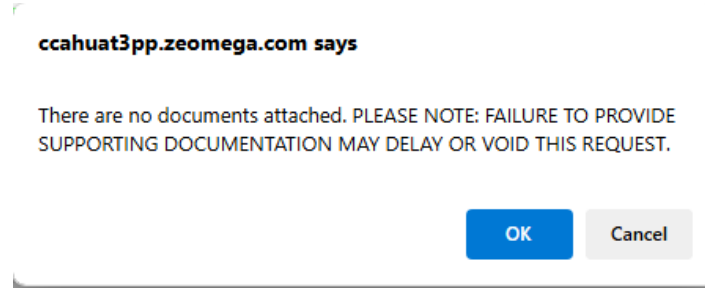 ccahuat3pp.zeomega.com says
There are no documents attached. PLEASE NOTE: FAILURE TO PROVIDE
SUPPORTING DOCUMENTATION MAY DELAY OR VOID THIS REQUEST.
OK Cancel